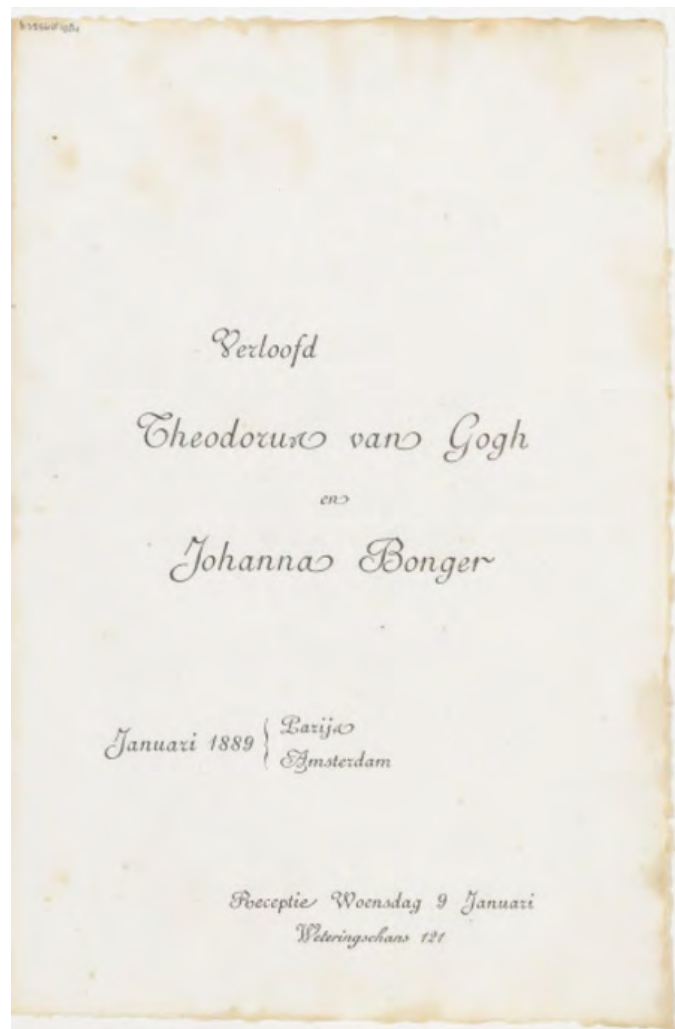 Verloofd
Theodorus van Gogh
en
Johanna Bonger
Januari 1889 { Parijs
Amsterdam
Receptie Woensdag 9 Januari
Weteringschans 121